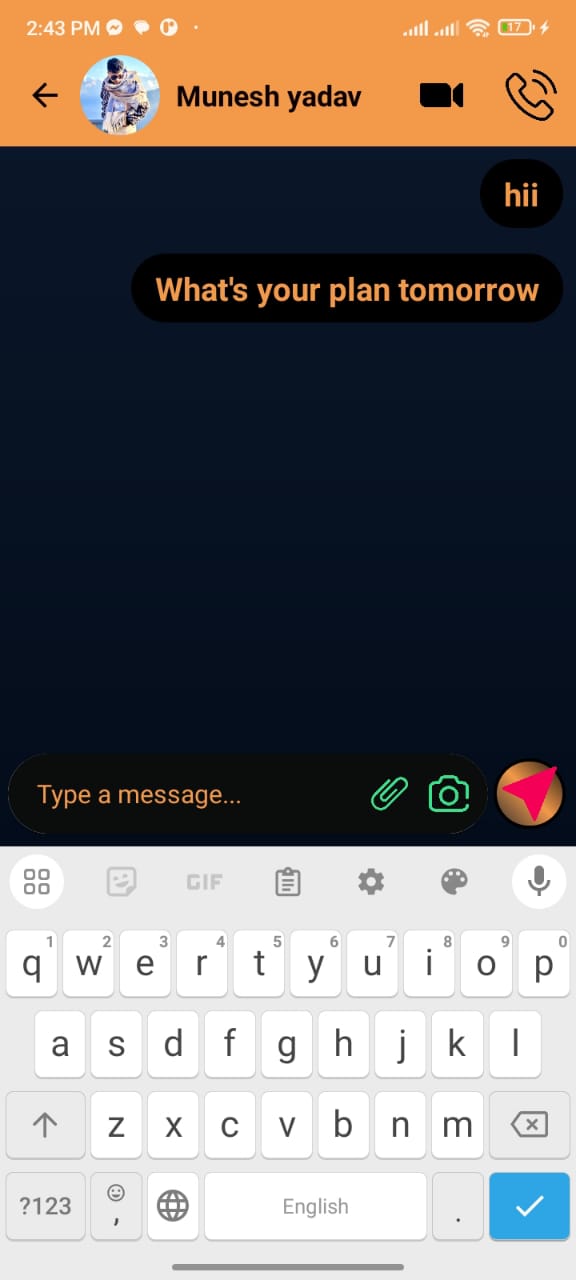 2:43 PM
17
Munesh yadav
hii
What's your plan tomorrow
Type a message...
GIF
1 2 3 4 5 6 7 8 9 0
q w e r t y u i o p
a s d f g h j k l
z x c v b n m
?123 , English .